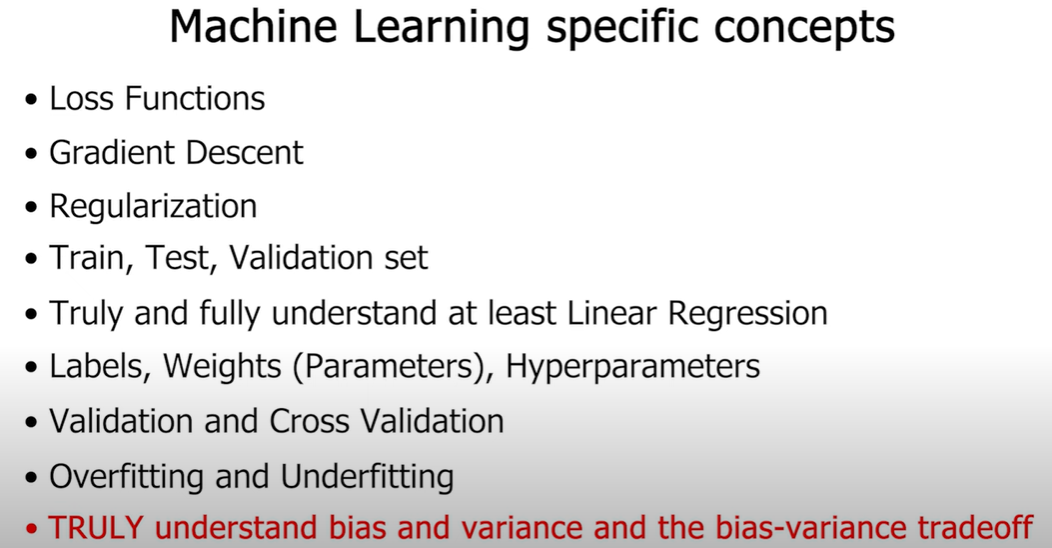 Machine Learning specific concepts
• Loss Functions
• Gradient Descent
• Regularization
• Train, Test, Validation set
• Truly and fully understand at least Linear Regression
• Labels, Weights (Parameters), Hyperparameters
• Validation and Cross Validation
• Overfitting and Underfitting
• TRULY understand bias and variance and the bias-variance tradeoff